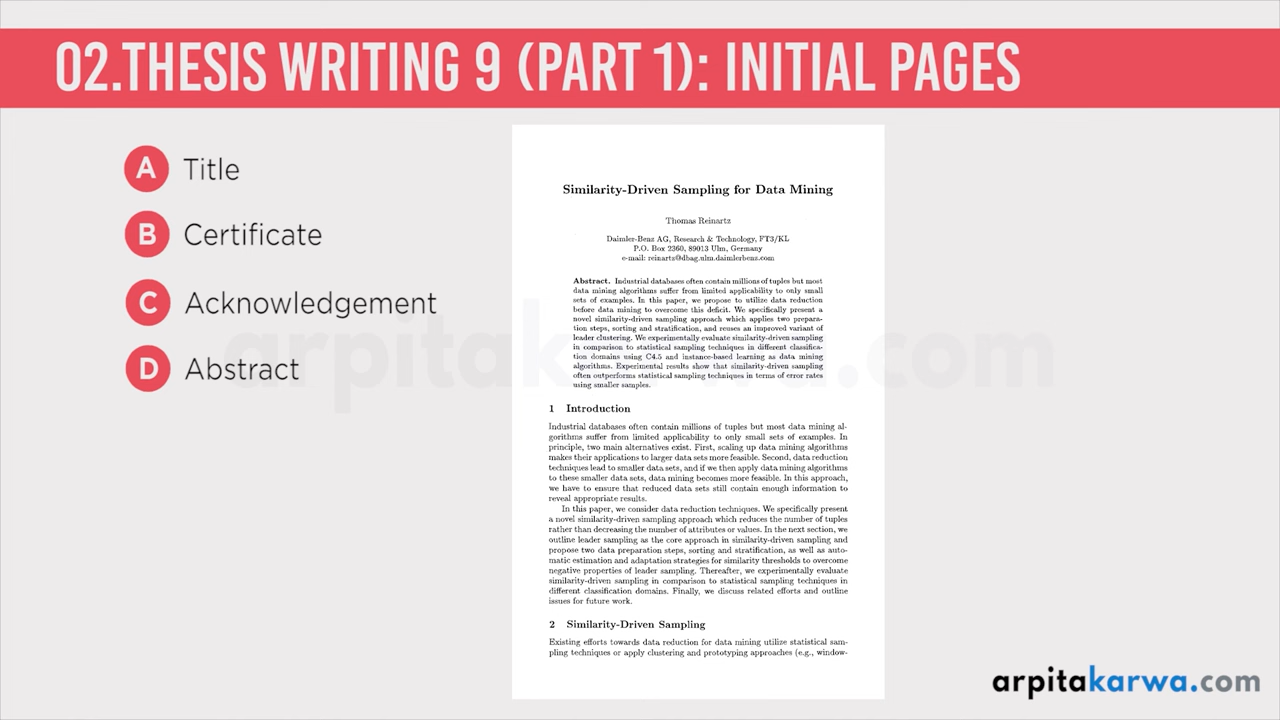 02.THESIS WRITING 9 (PART 1): INITIAL PAGES
A Title
B Certificate
C Acknowledgement
D Abstract
Similarity-Driven Sampling for Data Mining
Thomas Reinartz
Daimler-Benz AG, Research & Technology, FT3/KL
P.O. Box 2360, 89013 Ulm, Germany
e-mail: reinartz@dbag.ulm.daimlerbenz.com
Abstract. Industrial databases often contain millions of tuples but most
data mining algorithms suffer from limited applicability to only small
sets of examples. In this paper, we propose to utilize data reduction
before data mining to overcome this deficit. We specifically present a
novel similarity-driven sampling approach which applies two prepara-
tion steps, sorting and stratification, and reuses an improved variant of
leader clustering. We experimentally evaluate similarity-driven sampling
in comparison to statistical sampling techniques in different classifica-
tion domains using C4.5 and instance-based learning as data mining
algorithms. Experimental results show that similarity-driven sampling
often outperforms statistical sampling techniques in terms of error rates
using smaller samples.
1 Introduction
Industrial databases often contain millions of tuples but most data mining al-
gorithms suffer from limited applicability to only small sets of examples. In
principle, two main alternatives exist. First, scaling up data mining algorithms
makes their applications to larger data sets more feasible. Second, data reduction
techniques lead to smaller data sets, and if we then apply data mining algorithms
to these smaller data sets, data mining becomes more feasible. In this approach,
we have to ensure that reduced data sets still contain enough information to
reveal appropriate results.
In this paper, we consider data reduction techniques. We specifically present
a novel similarity-driven sampling approach which reduces the number of tuples
rather than decreasing the number of attributes or values. In the next section, we
outline leader sampling as the core approach in similarity-driven sampling and
propose two data preparation steps, sorting and stratification, as well as auto-
matic estimation and adaptation strategies for similarity thresholds to overcome
negative properties of leader sampling. Thereafter, we experimentally evaluate
similarity-driven sampling in comparison to statistical sampling techniques in
different classification domains. Finally, we discuss related efforts and outline
issues for future work.
2 Similarity-Driven Sampling
Existing efforts towards data reduction for data mining utilize statistical sam-
pling techniques or apply clustering and prototyping approaches (e.g., window-
arpitakarwa.com
arpitakarwa.com